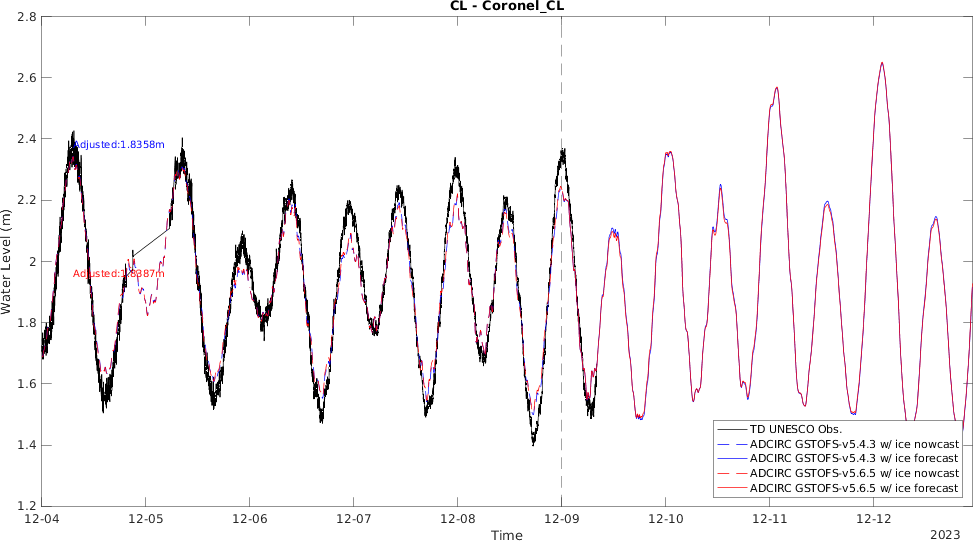 CL - Coronel_CL
2.8
2.6
2.4
2.2
2
1.8
1.6
1.4
1.2
Water Level (m)
Adjusted:1.8358m
Adjusted:1.8387m
TD UNESCO Obs.
ADCIRC GSTOFS-v5.4.3 w/ ice nowcast
ADCIRC GSTOFS-v5.4.3 w/ ice forecast
ADCIRC GSTOFS-v5.6.5 w/ ice nowcast
ADCIRC GSTOFS-v5.6.5 w/ ice forecast
12-04 12-05 12-06 12-07 12-08 12-09 12-10 12-11 12-12
Time
2023